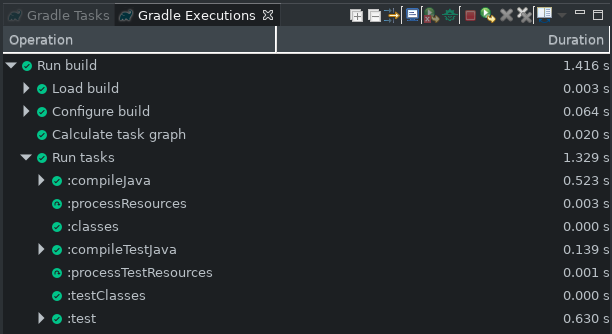 Gradle Tasks Gradle Executions
Operation Duration
Run build 1.416 s
Load build 0.003 s
Configure build 0.064 s
Calculate task graph 0.020 s
Run tasks 1.329 s
:compileJava 0.523 s
:processResources 0.003 s
:classes 0.000 s
:compileTestJava 0.139 s
:processTestResources 0.001 s
:testClasses 0.000 s
:test 0.630 s